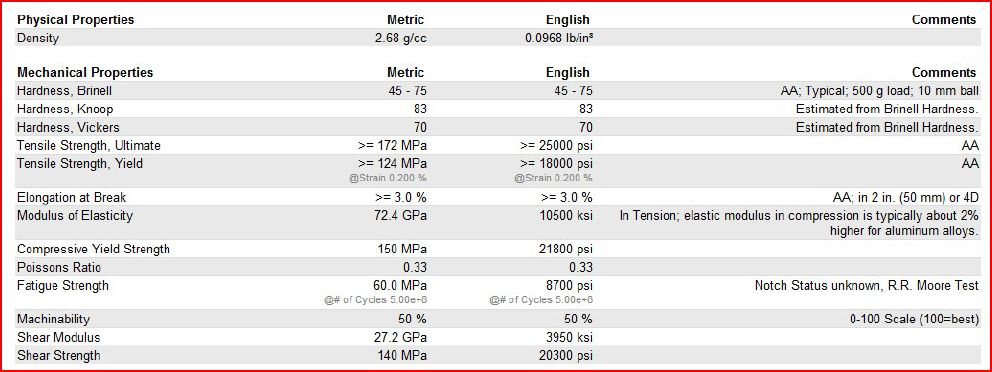 Physical Properties Metric English Comments
Density 2.68 g/cc 0.0968 lb/in³
Mechanical Properties Metric English Comments
Hardness, Brinell 45 - 75 45 - 75 AA; Typical; 500 g load; 10 mm ball
Hardness, Knoop 83 83 Estimated from Brinell Hardness.
Hardness, Vickers 70 70 Estimated from Brinell Hardness.
Tensile Strength, Ultimate >= 172 MPa >= 25000 psi AA
Tensile Strength, Yield >= 124 MPa >= 18000 psi AA
@Strain 0.200 % @Strain 0.200 %
Elongation at Break >= 3.0 % >= 3.0 % AA; in 2 in. (50 mm) or 4D
Modulus of Elasticity 72.4 GPa 10500 ksi In Tension; elastic modulus in compression is typically about 2%
higher for aluminum alloys.
Compressive Yield Strength 150 MPa 21800 psi
Poissons Ratio 0.33 0.33
Fatigue Strength 60.0 MPa 8700 psi Notch Status unknown, R.R. Moore Test
@# of Cycles 5.00e+8 @# of Cycles 5.00e+8
Machinability 50 % 50 % 0-100 Scale (100=best)
Shear Modulus 27.2 GPa 3950 ksi
Shear Strength 140 MPa 20300 psi